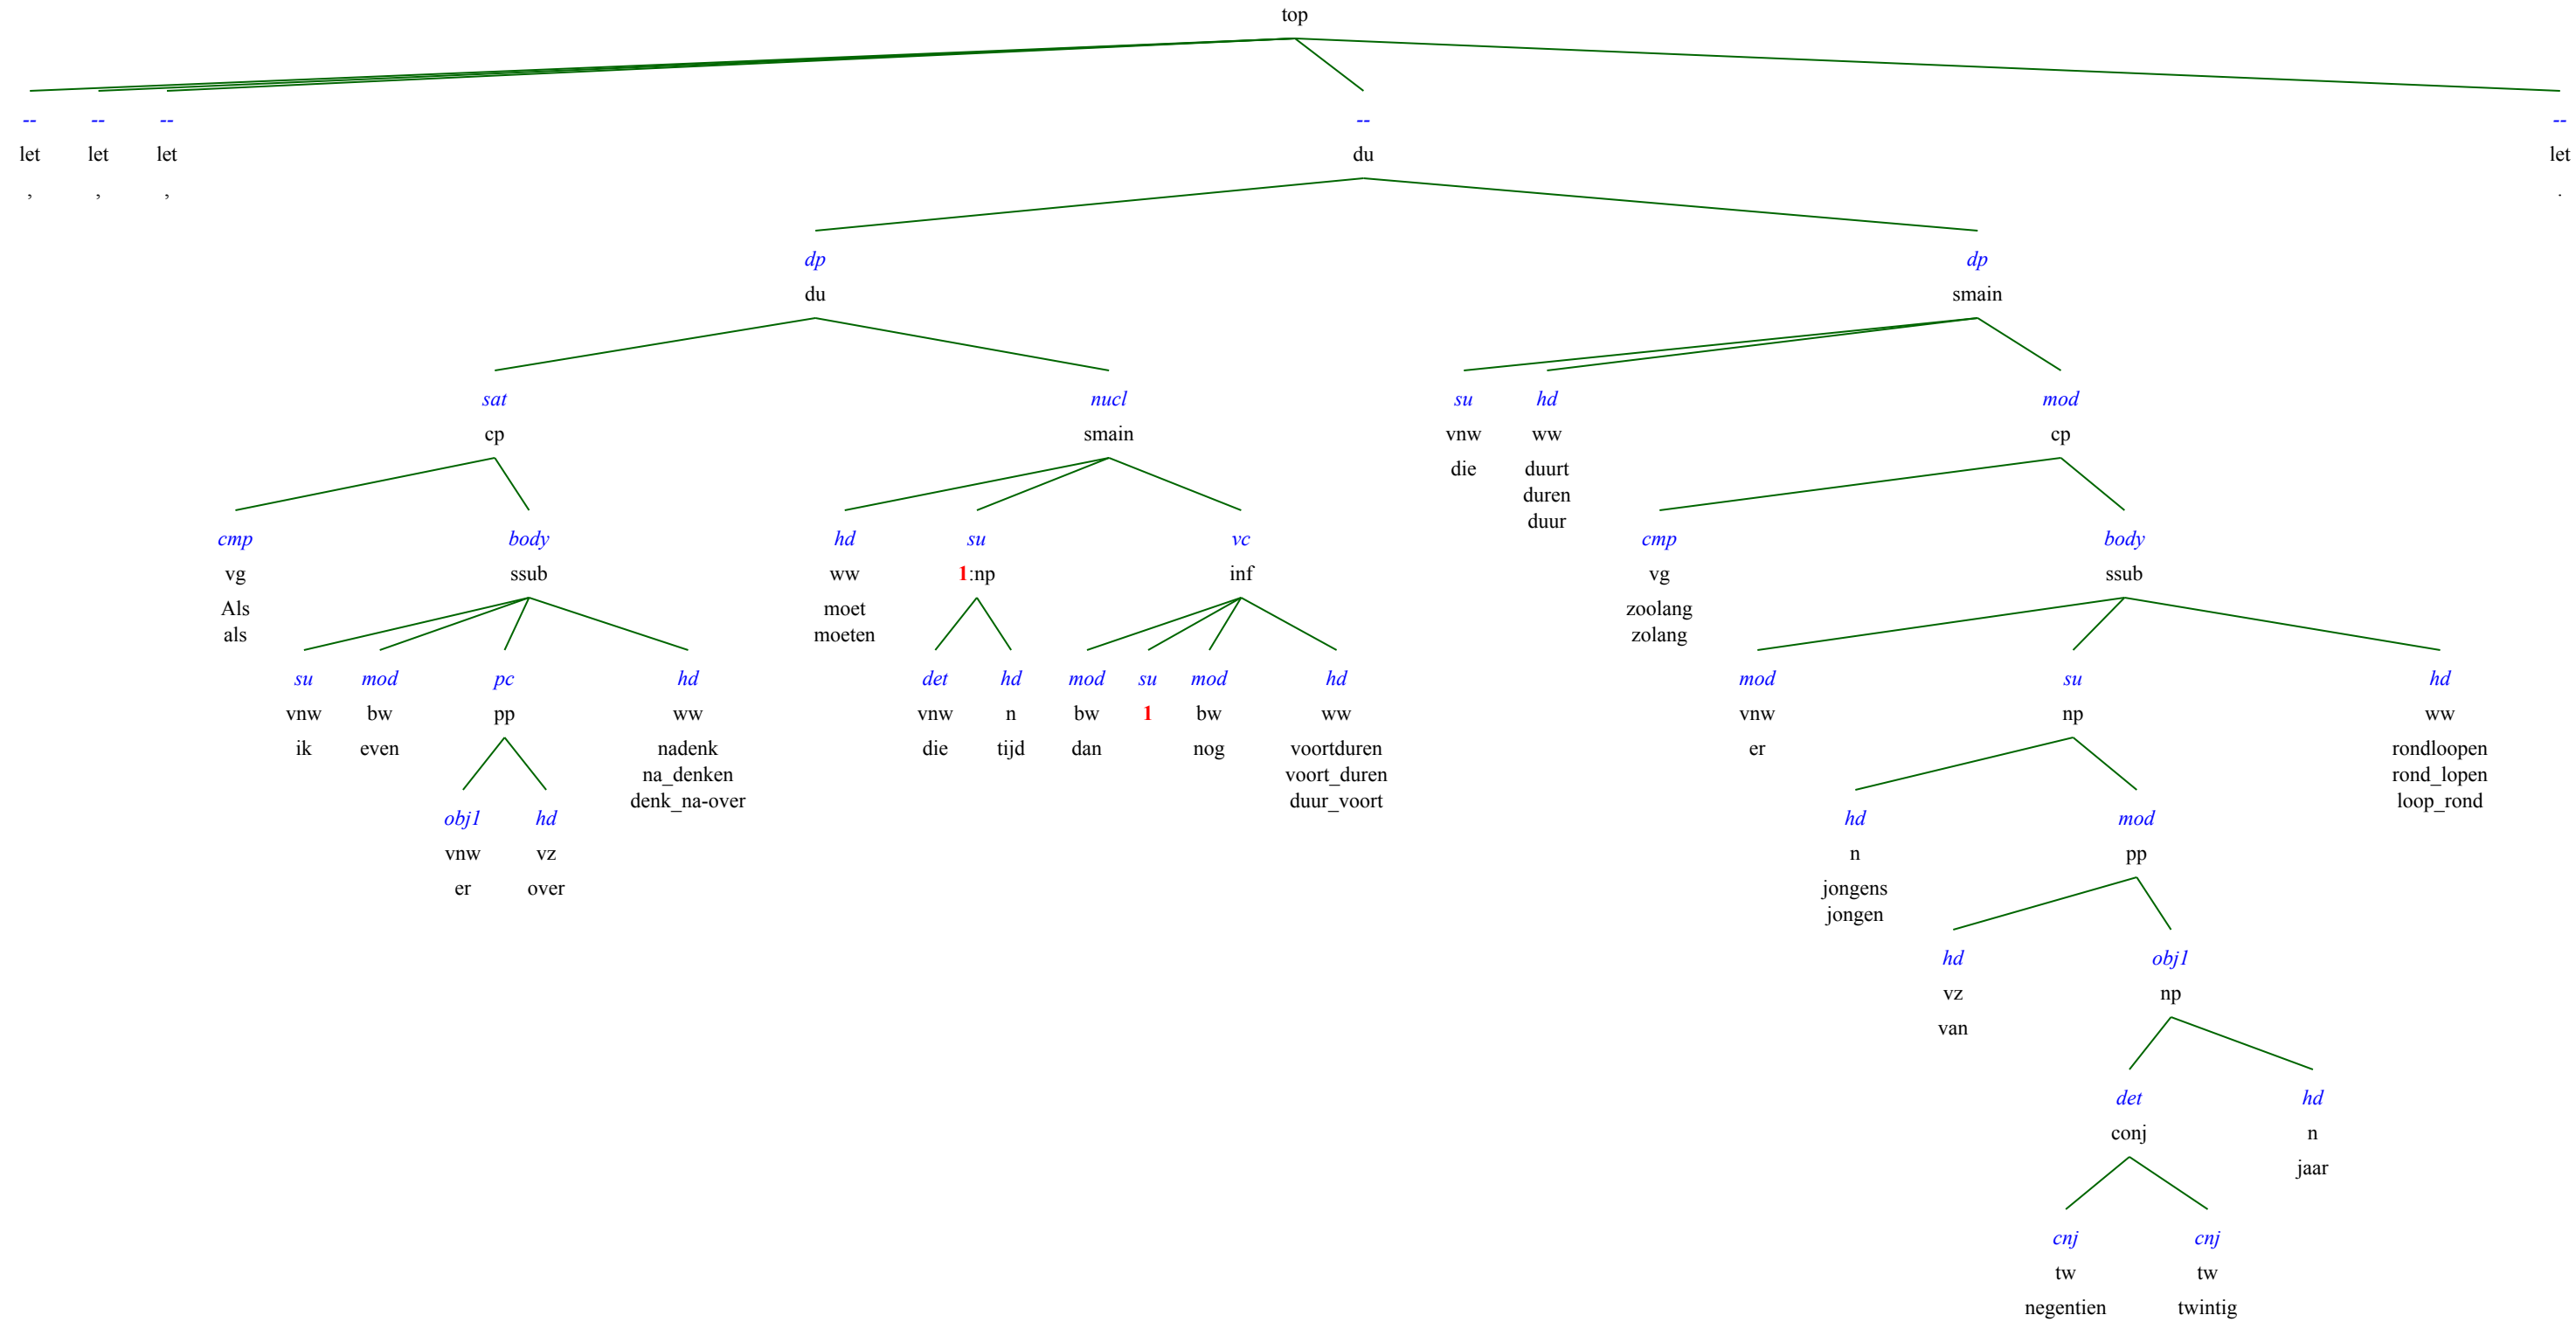 top
-- -- -- -- --
let let let du let
, , , .
dp dp
du smain
sat nucl su hd mod
cp smain vnw ww cp
die duurt
duren
duur
cmp body hd su vc cmp body
vg ssub ww 1:np inf vg ssub
Als moet zoolang
als moeten zolang
su mod pc hd det hd mod su mod hd mod su hd
vnw bw pp ww vnw n bw 1 bw ww vnw np ww
ik even nadenk die tijd dan nog voortduren er rondloopen
na_denken voort_duren rond_lopen
denk_na-over duur_voort loop_rond
obj1 hd hd mod
vnw vz n pp
er over jongens
jongen
hd obj1
vz np
van
det hd
conj n
jaar
cnj cnj
tw tw
negentien twintig